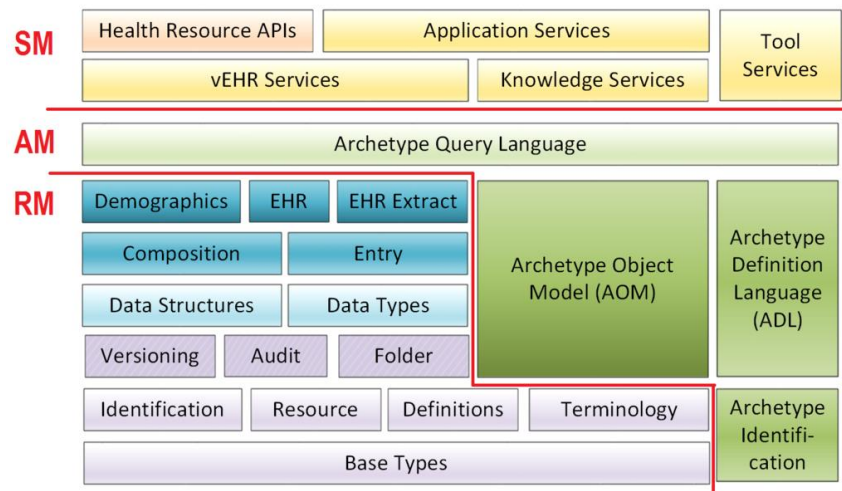 SM
Health Resource APIs
Application Services
Tool
Services
vEHR Services
Knowledge Services
AM
Archetype Query Language
RM
Demographics
EHR
EHR Extract
Archetype Object
Model (AOM)
Archetype
Definition
Language
(ADL)
Composition
Entry
Data Structures
Data Types
Versioning
Audit
Folder
Identification
Resource
Definitions
Terminology
Archetype
Identifi-
cation
Base Types